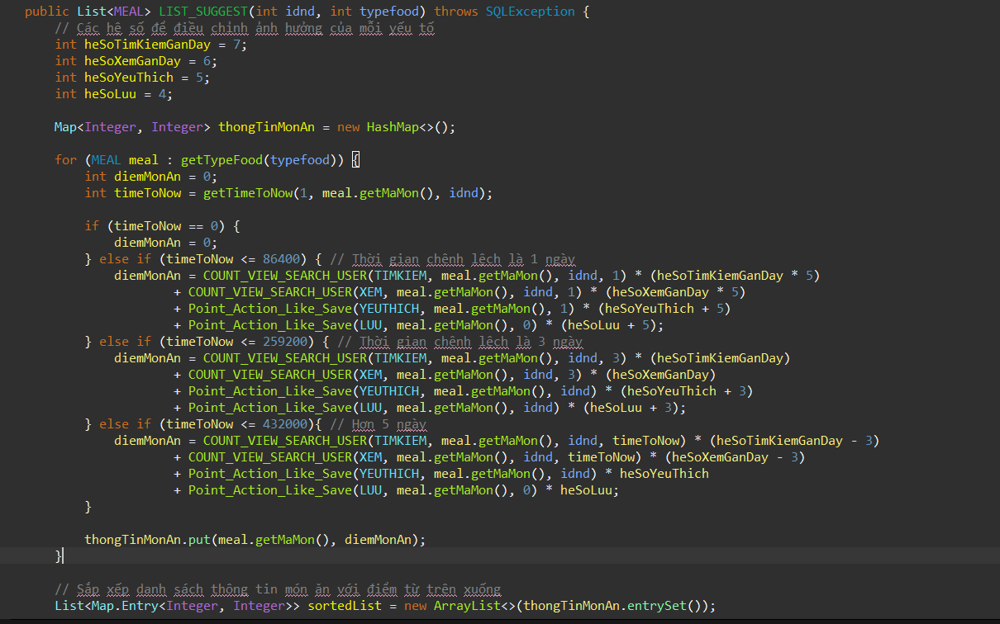 public List<MEAL> LIST_SUGGEST(int idnd, int typefood) throws SQLException {
// Các hệ số để điều chỉnh ảnh hưởng của mỗi yếu tố
int heSoTimKiemGanDay = 7;
int heSoXemGanDay = 6;
int heSoYeuThich = 5;
int heSoLuu = 4;
Map<Integer, Integer> thongTinMonAn = new HashMap<>();
for (MEAL meal : getTypeFood(typefood)) {
int diemMonAn = 0;
int timeToNow = getTimeToNow(1, meal.getMaMon(), idnd);
if (timeToNow == 0) {
diemMonAn = 0;
} else if (timeToNow <= 86400) { // Thời gian chênh lệch là 1 ngày
diemMonAn = COUNT_VIEW_SEARCH_USER(TIMKIEM, meal.getMaMon(), idnd, 1) * (heSoTimKiemGanDay * 5)
+ COUNT_VIEW_SEARCH_USER(XEM, meal.getMaMon(), idnd, 1) * (heSoXemGanDay * 5)
+ Point_Action_Like_Save(YEUTHICH, meal.getMaMon(), 1) * (heSoYeuThich + 5)
+ Point_Action_Like_Save(LUU, meal.getMaMon(), 0) * (heSoLuu + 5);
} else if (timeToNow <= 259200) { // Thời gian chênh lệch là 3 ngày
diemMonAn = COUNT_VIEW_SEARCH_USER(TIMKIEM, meal.getMaMon(), idnd, 3) * (heSoTimKiemGanDay)
+ COUNT_VIEW_SEARCH_USER(XEM, meal.getMaMon(), idnd, 3) * (heSoXemGanDay)
+ Point_Action_Like_Save(YEUTHICH, meal.getMaMon(), idnd) * (heSoYeuThich + 3)
+ Point_Action_Like_Save(LUU, meal.getMaMon(), idnd) * (heSoLuu + 3);
} else if (timeToNow <= 432000){ // Hơn 5 ngày
diemMonAn = COUNT_VIEW_SEARCH_USER(TIMKIEM, meal.getMaMon(), idnd, timeToNow) * (heSoTimKiemGanDay - 3)
+ COUNT_VIEW_SEARCH_USER(XEM, meal.getMaMon(), idnd, timeToNow) * (heSoXemGanDay - 3)
+ Point_Action_Like_Save(YEUTHICH, meal.getMaMon(), idnd) * heSoYeuThich
+ Point_Action_Like_Save(LUU, meal.getMaMon(), 0) * heSoLuu;
}
thongTinMonAn.put(meal.getMaMon(), diemMonAn);
}
// Sắp xếp danh sách thông tin món ăn với điểm từ trên xuống
List<Map.Entry<Integer, Integer>> sortedList = new ArrayList<>(thongTinMonAn.entrySet());